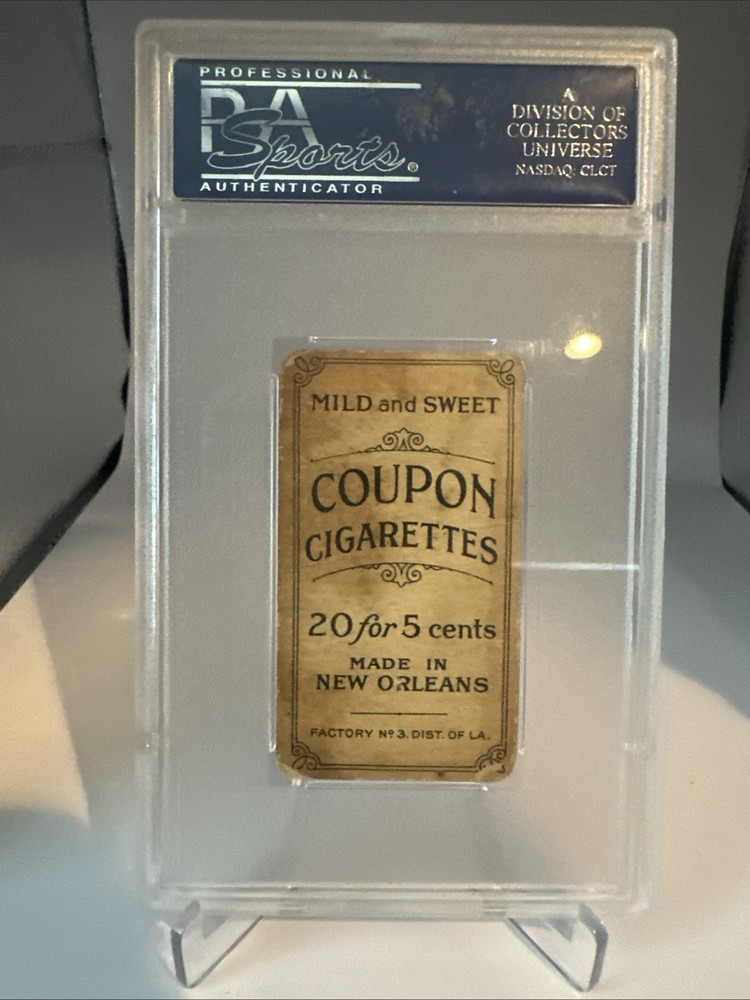 PROFESSIONAL
PSA
Sports®
AUTHENTICATOR
A
DIVISION OF
COLLECTORS
UNIVERSE
NASDAQ: CLCT
MILD and SWEET
COUPON
CIGARETTES
20 for 5 cents
MADE IN
NEW ORLEANS
FACTORY Nº 3. DIST. OF LA.